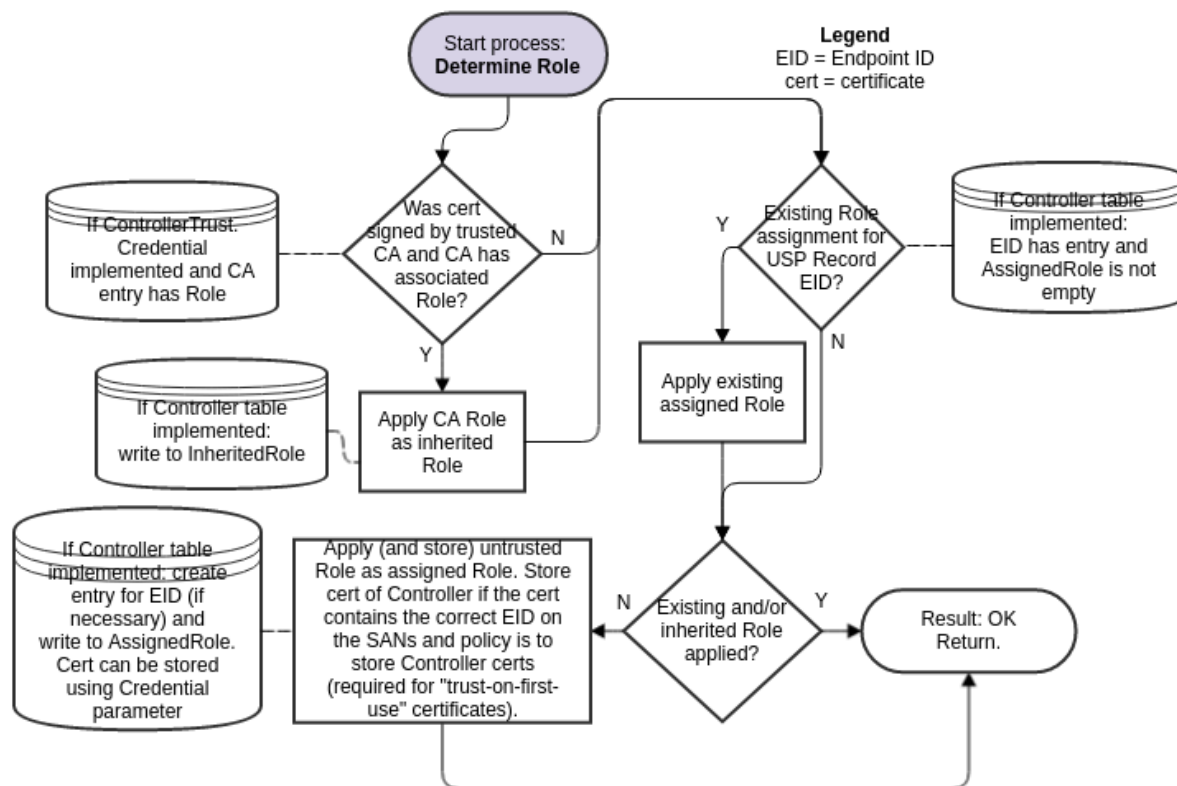 Start process:
Determine Role
Legend
EID = Endpoint ID
cert = certificate
If ControllerTrust.
Credential
implemented and CA
entry has Role
Was cert
signed by trusted
CA and CA has
associated
Role?
N
Y
Existing Role
assignment for
USP Record
EID?
Y
N
If Controller table
implemented:
EID has entry and
AssignedRole is not
empty
If Controller table
implemented:
write to InheritedRole
Apply CA Role
as inherited
Role
Apply existing
assigned Role
If Controller table
implemented: create
entry for EID (if
necessary) and
write to AssignedRole.
Cert can be stored
using Credential
parameter
Apply (and store) untrusted
Role as assigned Role. Store
cert of Controller if the cert
contains the correct EID on
the SANs and policy is to
store Controller certs
(required for "trust-on-first-
use" certificates).
N
Existing and/or
inherited Role
applied?
Y
Result: OK
Return.